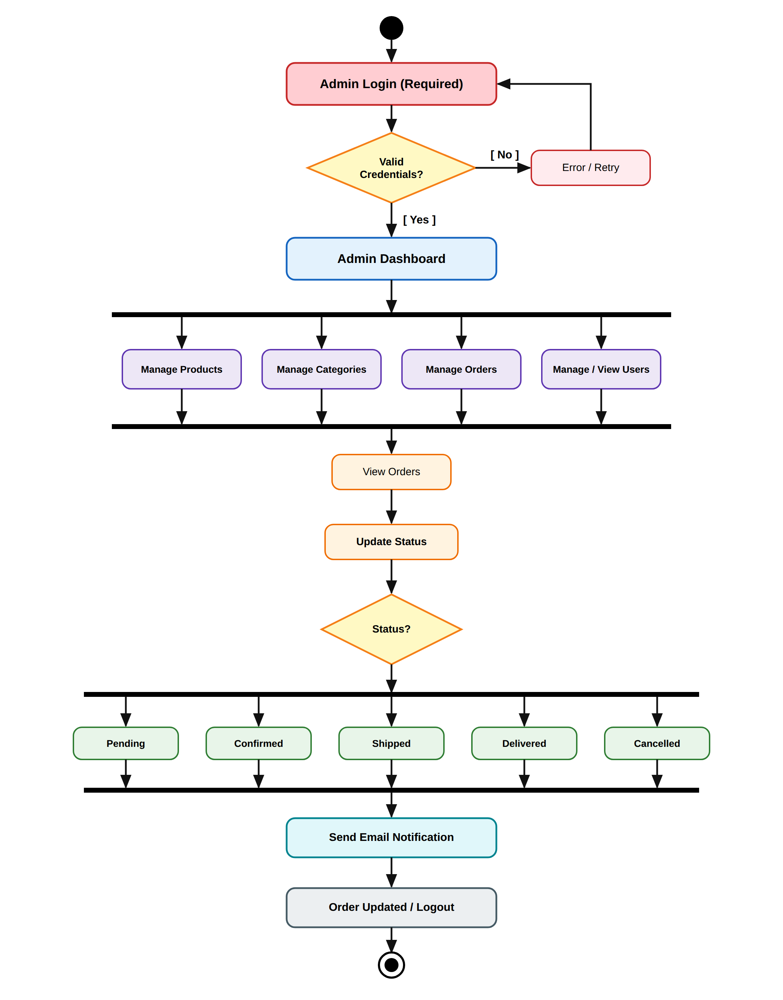 Admin Login (Required)
Valid
Credentials?
[ No ]
Error / Retry
[ Yes ]
Admin Dashboard
Manage Products
Manage Categories
Manage Orders
Manage / View Users
View Orders
Update Status
Status?
Pending
Confirmed
Shipped
Delivered
Cancelled
Send Email Notification
Order Updated / Logout